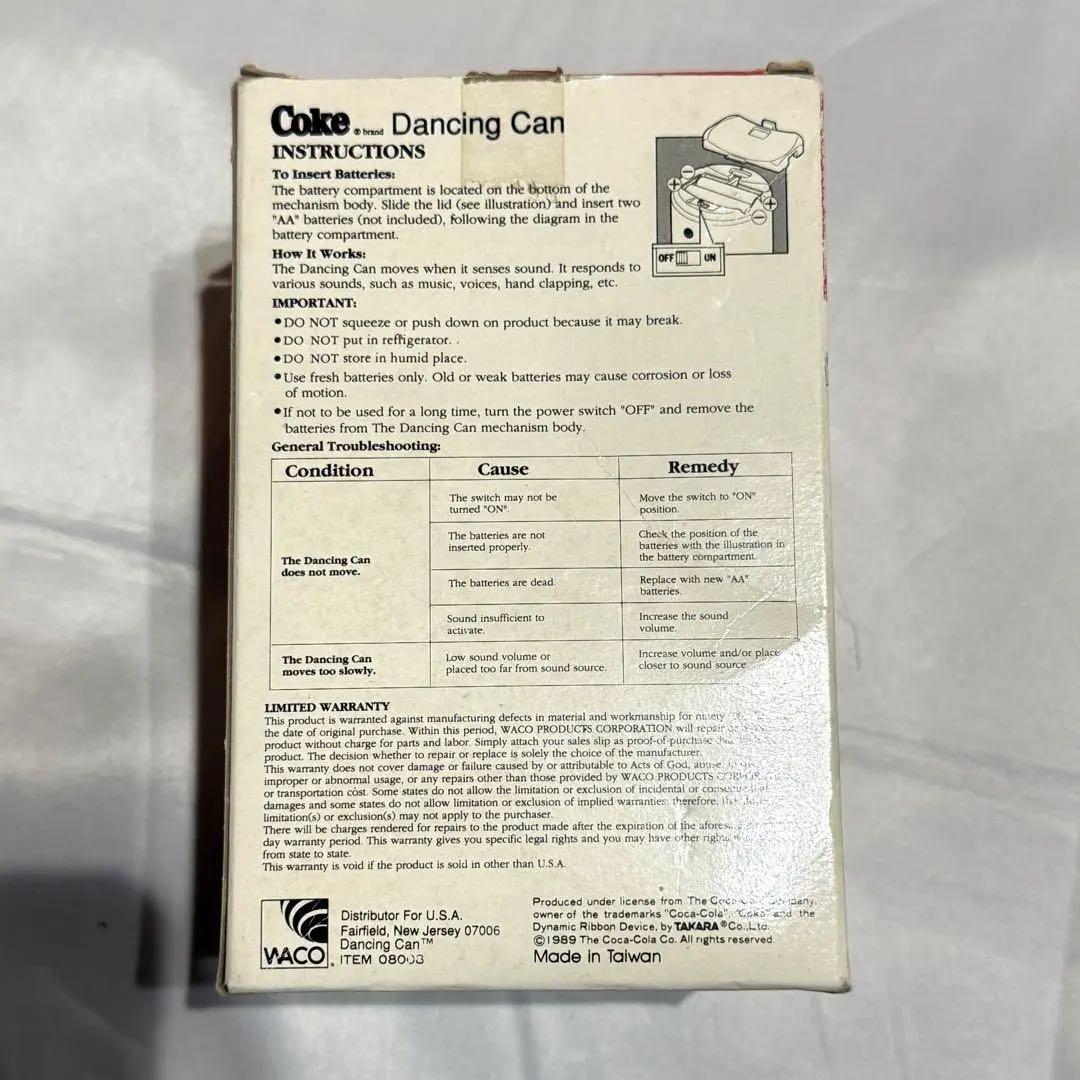 Coke ® brand Dancing Can
INSTRUCTIONS
To Insert Batteries:
The battery compartment is located on the bottom of the
mechanism body. Slide the lid (see illustration) and insert two
"AA" batteries (not included), following the diagram in the
battery compartment.
OFF ON
How It Works:
The Dancing Can moves when it senses sound. It responds to
various sounds, such as music, voices, hand clapping, etc.
IMPORTANT:
•DO NOT squeeze or push down on product because it may break.
•DO NOT put in reffigerator. .
•DO NOT store in humid place.
•Use fresh batteries only. Old or weak batteries may cause corrosion or loss
of motion.
•If not to be used for a long time, turn the power switch "OFF" and remove the
batteries from The Dancing Can mechanism body.
General Troubleshooting:
Condition Cause Remedy
The Dancing Can
does not move.
The switch may not be
turned "ON".
Move the switch to "ON"
position.
The batteries are not
inserted properly.
Check the position of the
batteries with the illustration in
the battery compartment.
The batteries are dead.
Replace with new "AA"
batteries.
Sound insufficient to
activate.
Increase the sound
volume.
The Dancing Can
moves too slowly.
Low sound volume or
placed too far from sound source.
Increase volume and/or place
closer to sound source.
LIMITED WARRANTY
This product is warranted against manufacturing defects in material and workmanship for ninety
the date of original purchase. Within this period, WACO PRODUCTS CORPORATION will repair or
product without charge for parts and labor. Simply attach your sales slip as proof-of-purchase
product. The decision whether to repair or replace is solely the choice of the manufacturer.
This warranty does not cover damage or failure caused by or attributable to Acts of God, abuse,
improper or abnormal usage, or any repairs other than those provided by WACO PRODUCTS
or transportation cost. Some states do not allow the limitation or exclusion of incidental or
damages and some states do not allow limitation or exclusion of implied warranties: therefore,
limitation(s) or exclusion(s) may not apply to the purchaser.
There will be charges rendered for repairs to the product made after the expiration of the
day warranty period. This warranty gives you specific legal rights and you may have other rights
from state to state.
This warranty is void if the product is sold in other than U.S.A.
WACO
Distributor For U.S.A.
Fairfield, New Jersey 07006
Dancing Can™
ITEM
Produced under license from The
owner of the trademarks "Coca-Cola", "Coke" and the
Dynamic Ribbon Device, by TAKARA® Co.,Ltd.
©1989 The Coca-Cola Co. All rights reserved.
Made in Taiwan